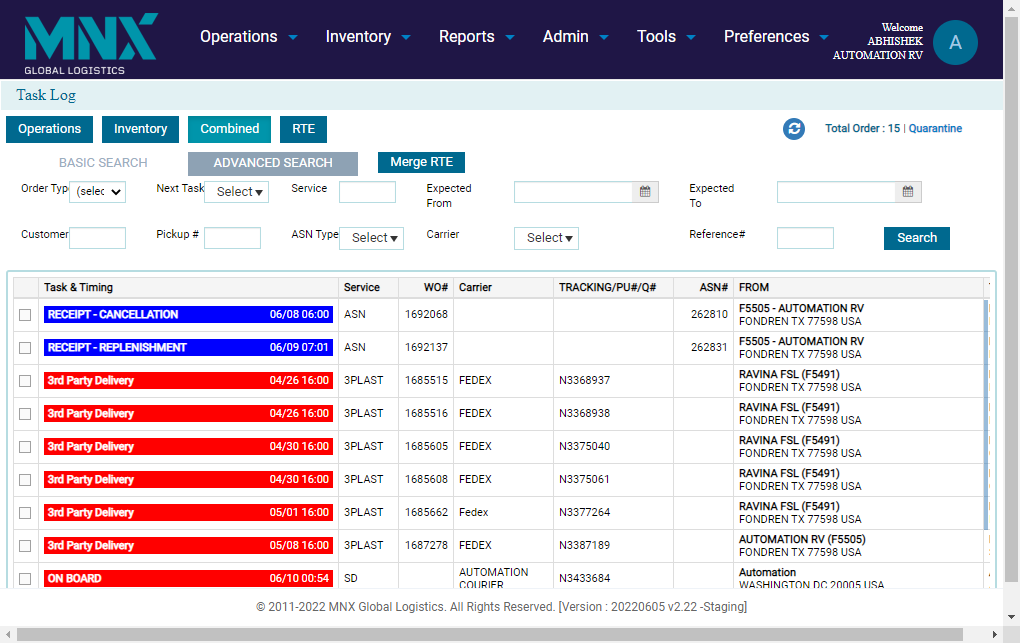 MNX
GLOBAL LOGISTICS
Operations Inventory Reports Admin Tools Preferences
Welcome
ABHISHEK
AUTOMATION RV
A
Task Log
Operations Inventory Combined RTE
Total Order : 15 | Quarantine
BASIC SEARCH ADVANCED SEARCH Merge RTE
Order Typ (selec Next Task Select Service Expected From Expected To
Customer Pickup # ASN Type Select Carrier Select Reference# Search
Task & Timing Service WO# Carrier TRACKING/PU#/Q# ASN# FROM
RECEIPT - CANCELLATION 06/08 06:00 ASN 1692068 262810 F5505 - AUTOMATION RV
FONDREN TX 77598 USA
RECEIPT - REPLENISHMENT 06/09 07:01 ASN 1692137 262831 F5505 - AUTOMATION RV
FONDREN TX 77598 USA
3rd Party Delivery 04/26 16:00 3PLAST 1685515 FEDEX N3368937 RAVINA FSL (F5491)
FONDREN TX 77598 USA
3rd Party Delivery 04/26 16:00 3PLAST 1685516 FEDEX N3368938 RAVINA FSL (F5491)
FONDREN TX 77598 USA
3rd Party Delivery 04/30 16:00 3PLAST 1685605 FEDEX N3375040 RAVINA FSL (F5491)
FONDREN TX 77598 USA
3rd Party Delivery 04/30 16:00 3PLAST 1685608 FEDEX N3375061 RAVINA FSL (F5491)
FONDREN TX 77598 USA
3rd Party Delivery 05/01 16:00 3PLAST 1685662 Fedex N3377264 RAVINA FSL (F5491)
FONDREN TX 77598 USA
3rd Party Delivery 05/08 16:00 3PLAST 1687278 FEDEX N3387189 AUTOMATION RV (F5505)
FONDREN TX 77598 USA
ON BOARD 06/10 00:54 SD AUTOMATION COURIER N3433684 Automation
WASHINGTON DC 20005 USA
© 2011-2022 MNX Global Logistics. All Rights Reserved. [Version : 20220605 v2.22 -Staging]